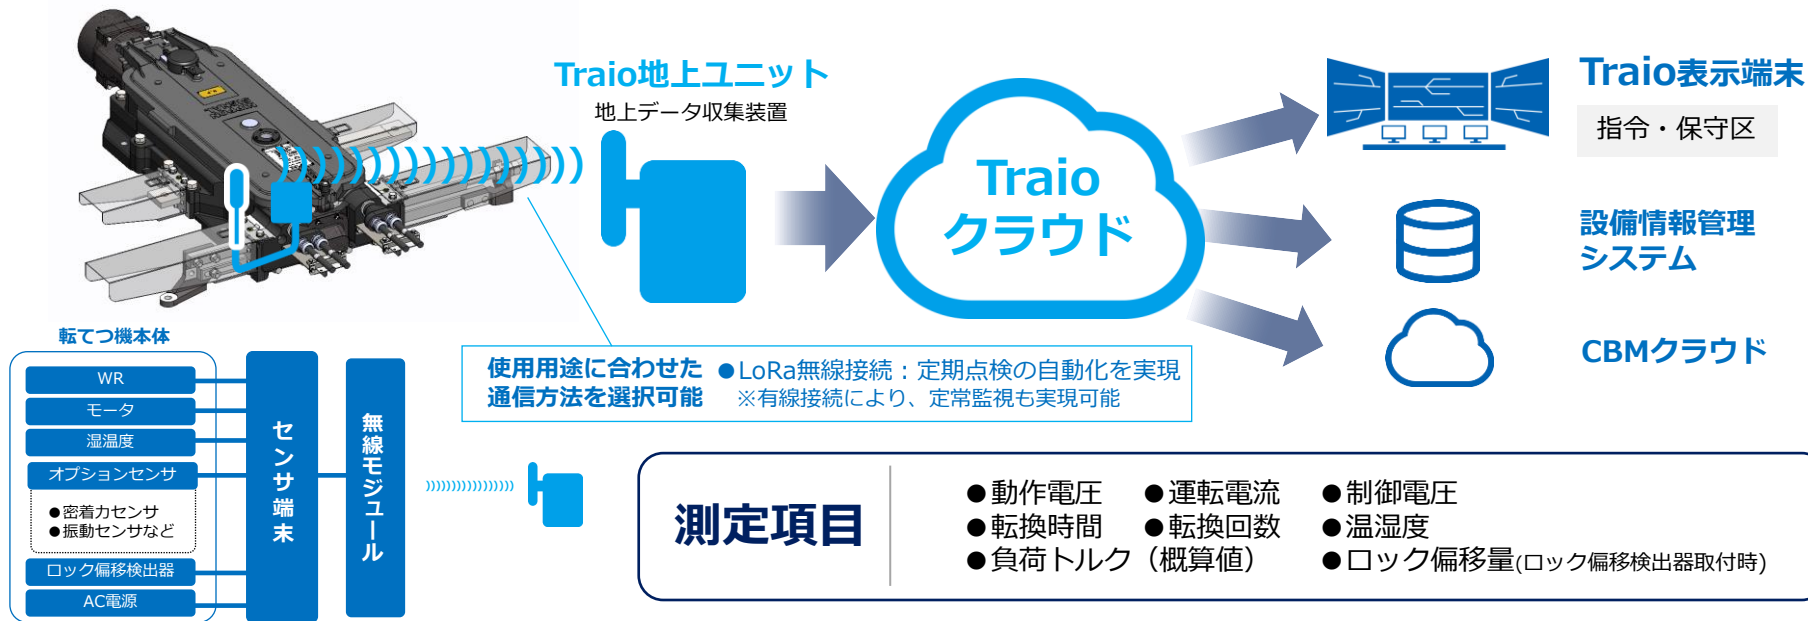 Traio地上ユニット
地上データ収集装置
Traio
クラウド
Traio表示端末
指令・保守区
設備情報管理
システム
CBMクラウド
使用用途に合わせた
通信方法を選択可能
●LoRa無線接続：定期点検の自動化を実現
※有線接続により、定常監視も実現可能
転てつ機本体
WR
モータ
湿温度
オプションセンサ
●密着力センサ
●振動センサなど
ロック偏移検出器
AC電源
センサ端末
無線モジュール
測定項目
●動作電圧 ●運転電流 ●制御電圧
●転換時間 ●転換回数 ●温湿度
●負荷トルク（概算値） ●ロック偏移量(ロック偏移検出器取付時)